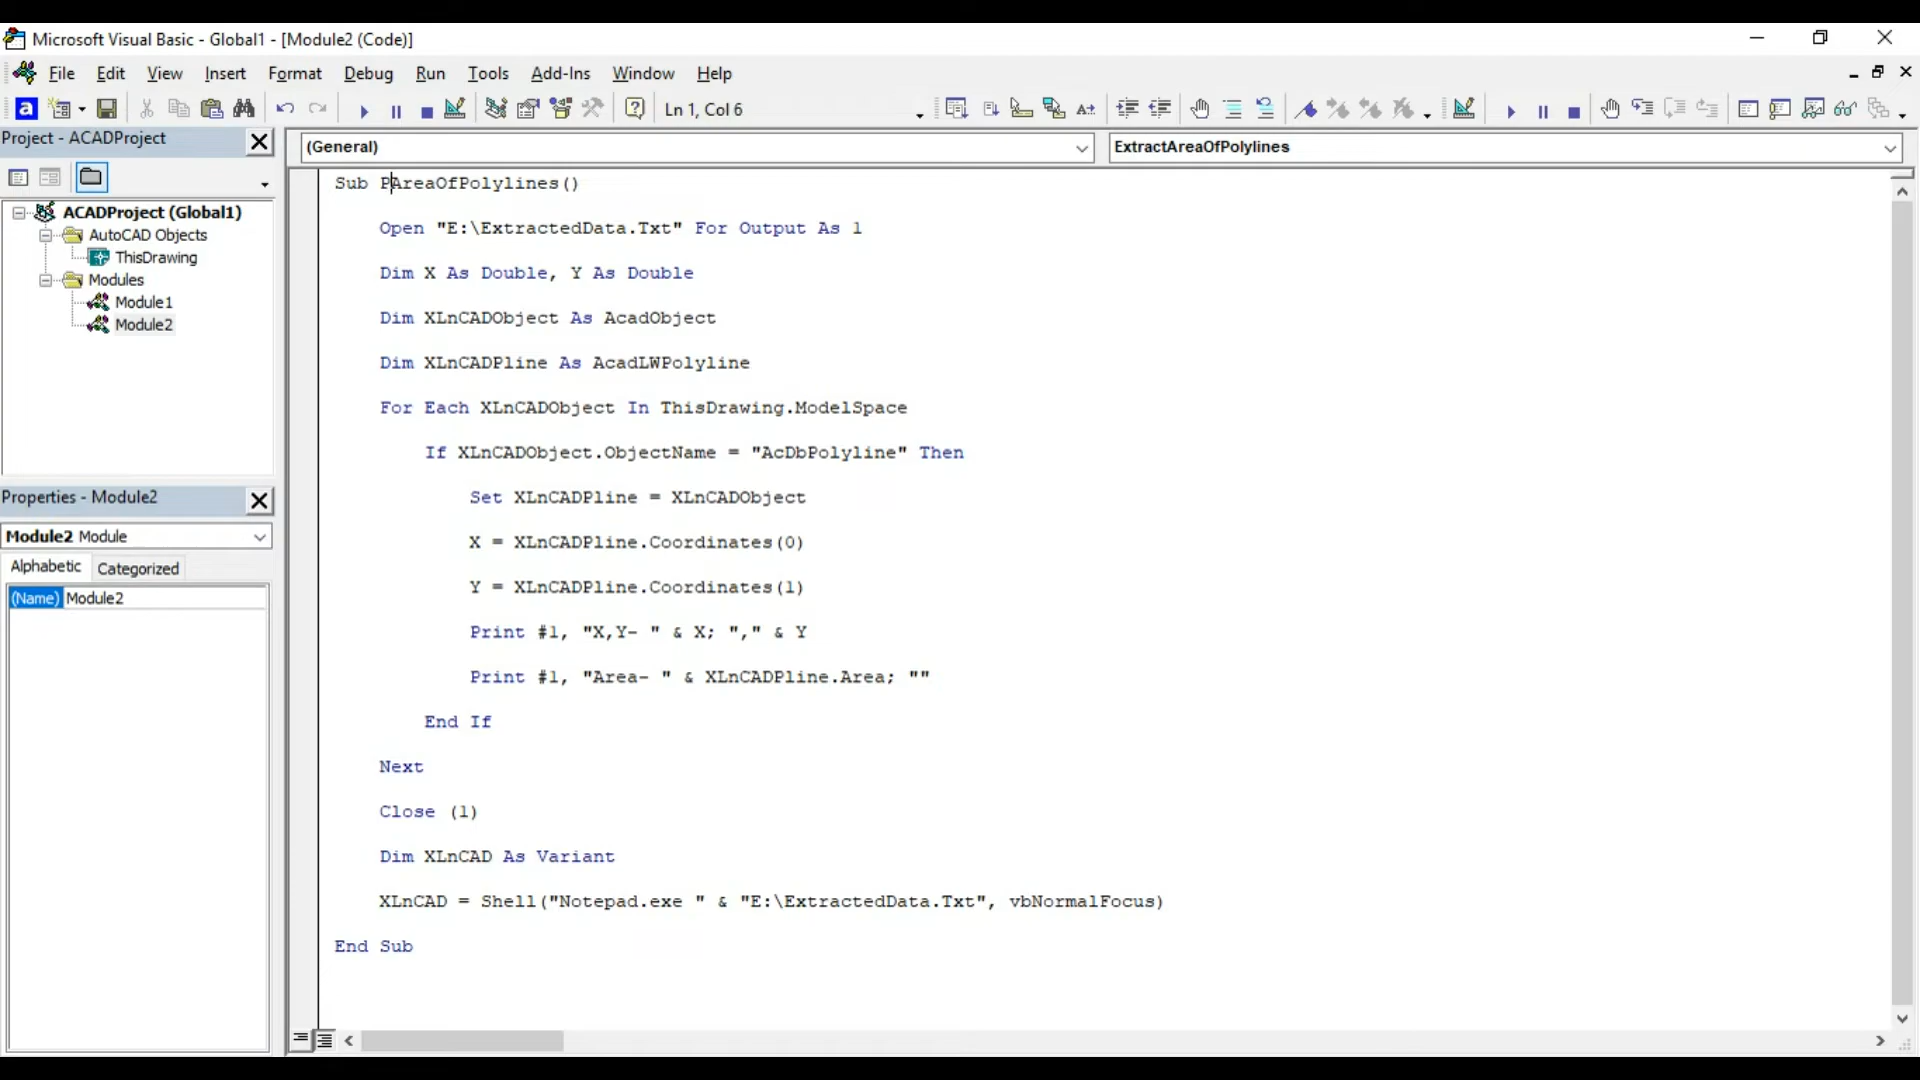 Microsoft Visual Basic - Global1 - [Module2 (Code)]
File Edit View Insert Format Debug Run Tools Add-Ins Window Help
a Ln 1, Col 6
Project - ACADProject
(General) ExtractAreaOfPolylines
ACADProject (Global1)
AutoCAD Objects
ThisDrawing
Modules
Module1
Module2
Properties - Module2
Module2 Module
Alphabetic Categorized
(Name) Module2
Sub PAreaOfPolylines()
Open "E:\ExtractedData.Txt" For Output As 1
Dim X As Double, Y As Double
Dim XLnCADObject As AcadObject
Dim XLnCADPline As AcadLWPolyline
For Each XLnCADObject In ThisDrawing.ModelSpace
If XLnCADObject.ObjectName = "AcDbPolyline" Then
Set XLnCADPline = XLnCADObject
X = XLnCADPline.Coordinates(0)
Y = XLnCADPline.Coordinates(1)
Print #1, "X,Y- " & X; "," & Y
Print #1, "Area- " & XLnCADPline.Area; ""
End If
Next
Close (1)
Dim XLnCAD As Variant
XLnCAD = Shell("Notepad.exe " & "E:\ExtractedData.Txt", vbNormalFocus)
End Sub